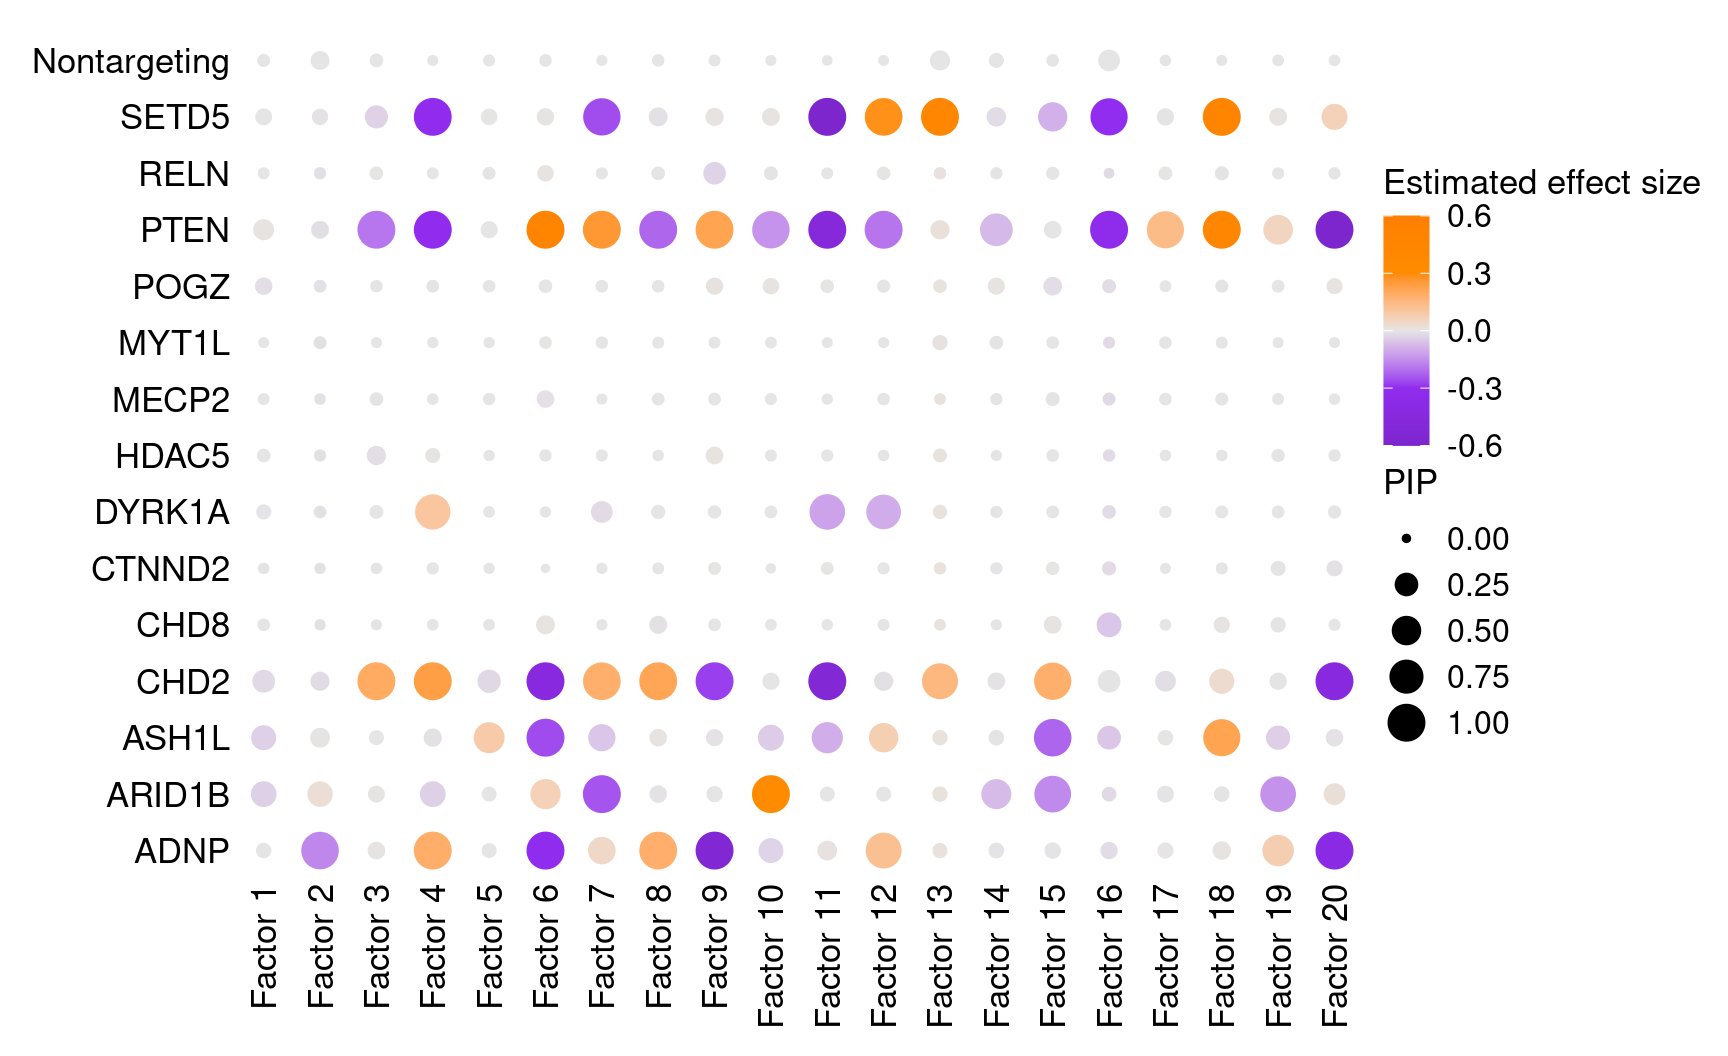 Nontargeting
SETD5
RELN
PTEN
POGZ
MYT1L
MECP2
HDAC5
DYRK1A
CTNND2
CHD8
CHD2
ASH1L
ARID1B
ADNP
Factor 1
Factor 2
Factor 3
Factor 4
Factor 5
Factor 6
Factor 7
Factor 8
Factor 9
Factor 10
Factor 11
Factor 12
Factor 13
Factor 14
Factor 15
Factor 16
Factor 17
Factor 18
Factor 19
Factor 20
Estimated effect size
0.6
0.3
0.0
-0.3
-0.6
PIP
0.00
0.25
0.50
0.75
1.00